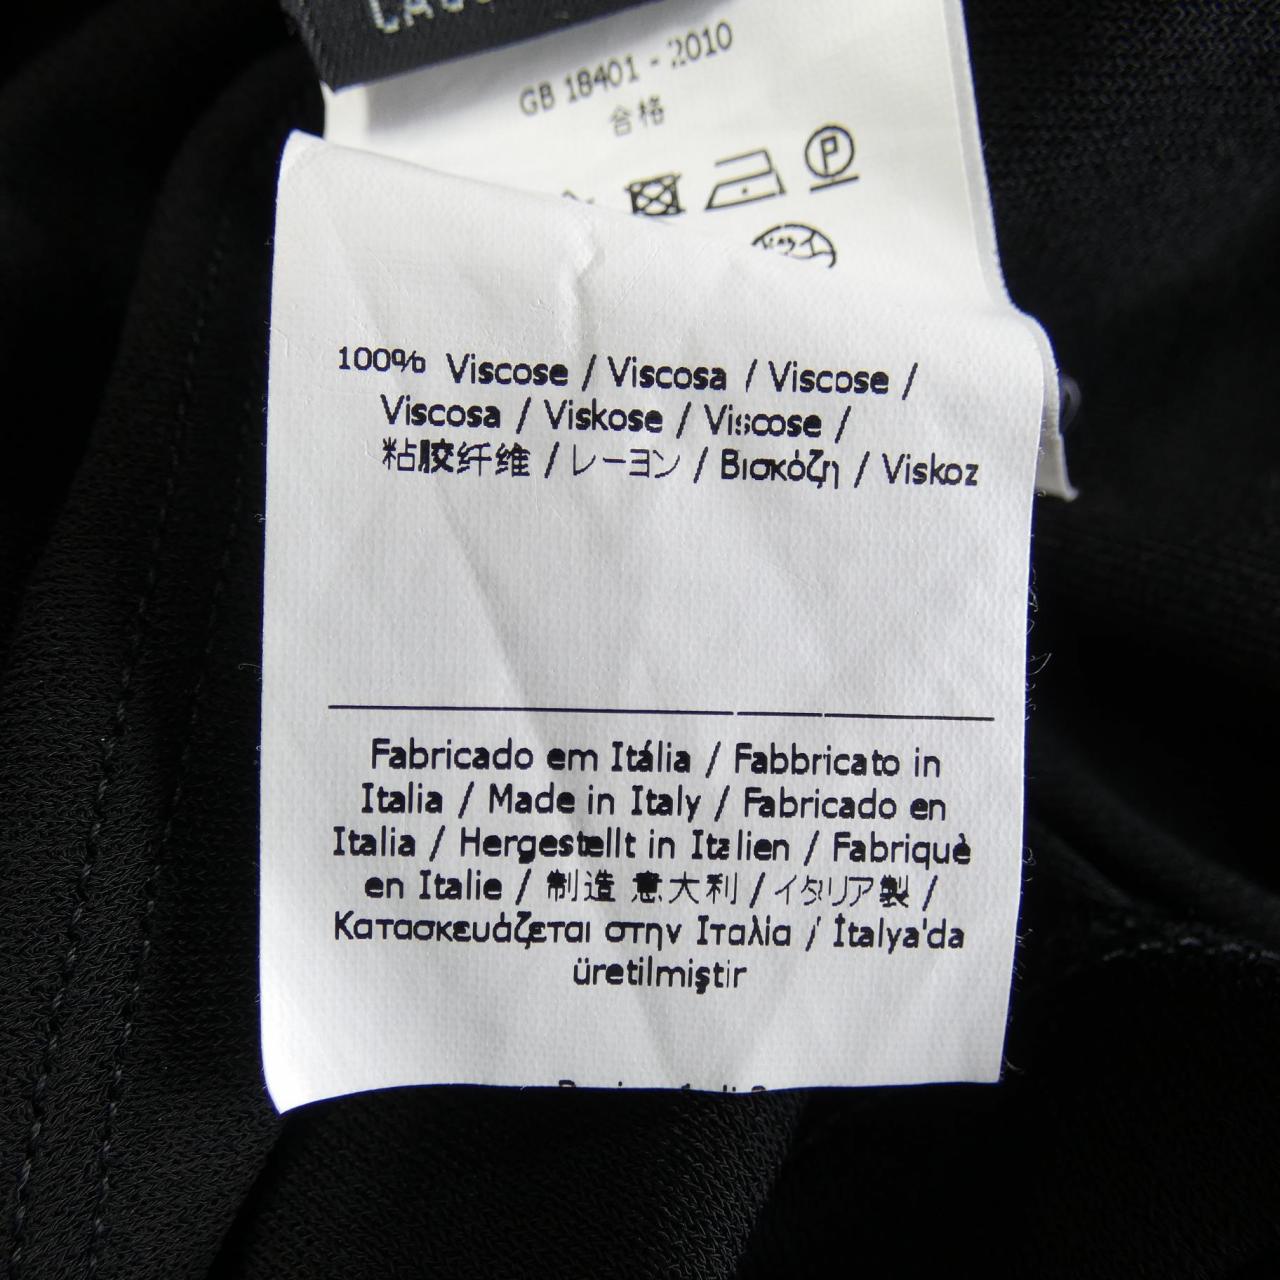 GB 18401 - 2010
合格
P
100% Viscose / Viscosa / Viscose /
Viscosa / Viskose / Viscose /
粘胶纤维 / レーヨン / Βισκόζη / Viskoz
Fabricado em Itália / Fabbricato in
Italia / Made in Italy / Fabricado en
Italia / Hergestellt in Italien / Fabriquè
en Italie / 制造 意大利 / イタリア製 /
Κατασκευάζεται στην Ιταλία / İtalya'da
üretilmiştir